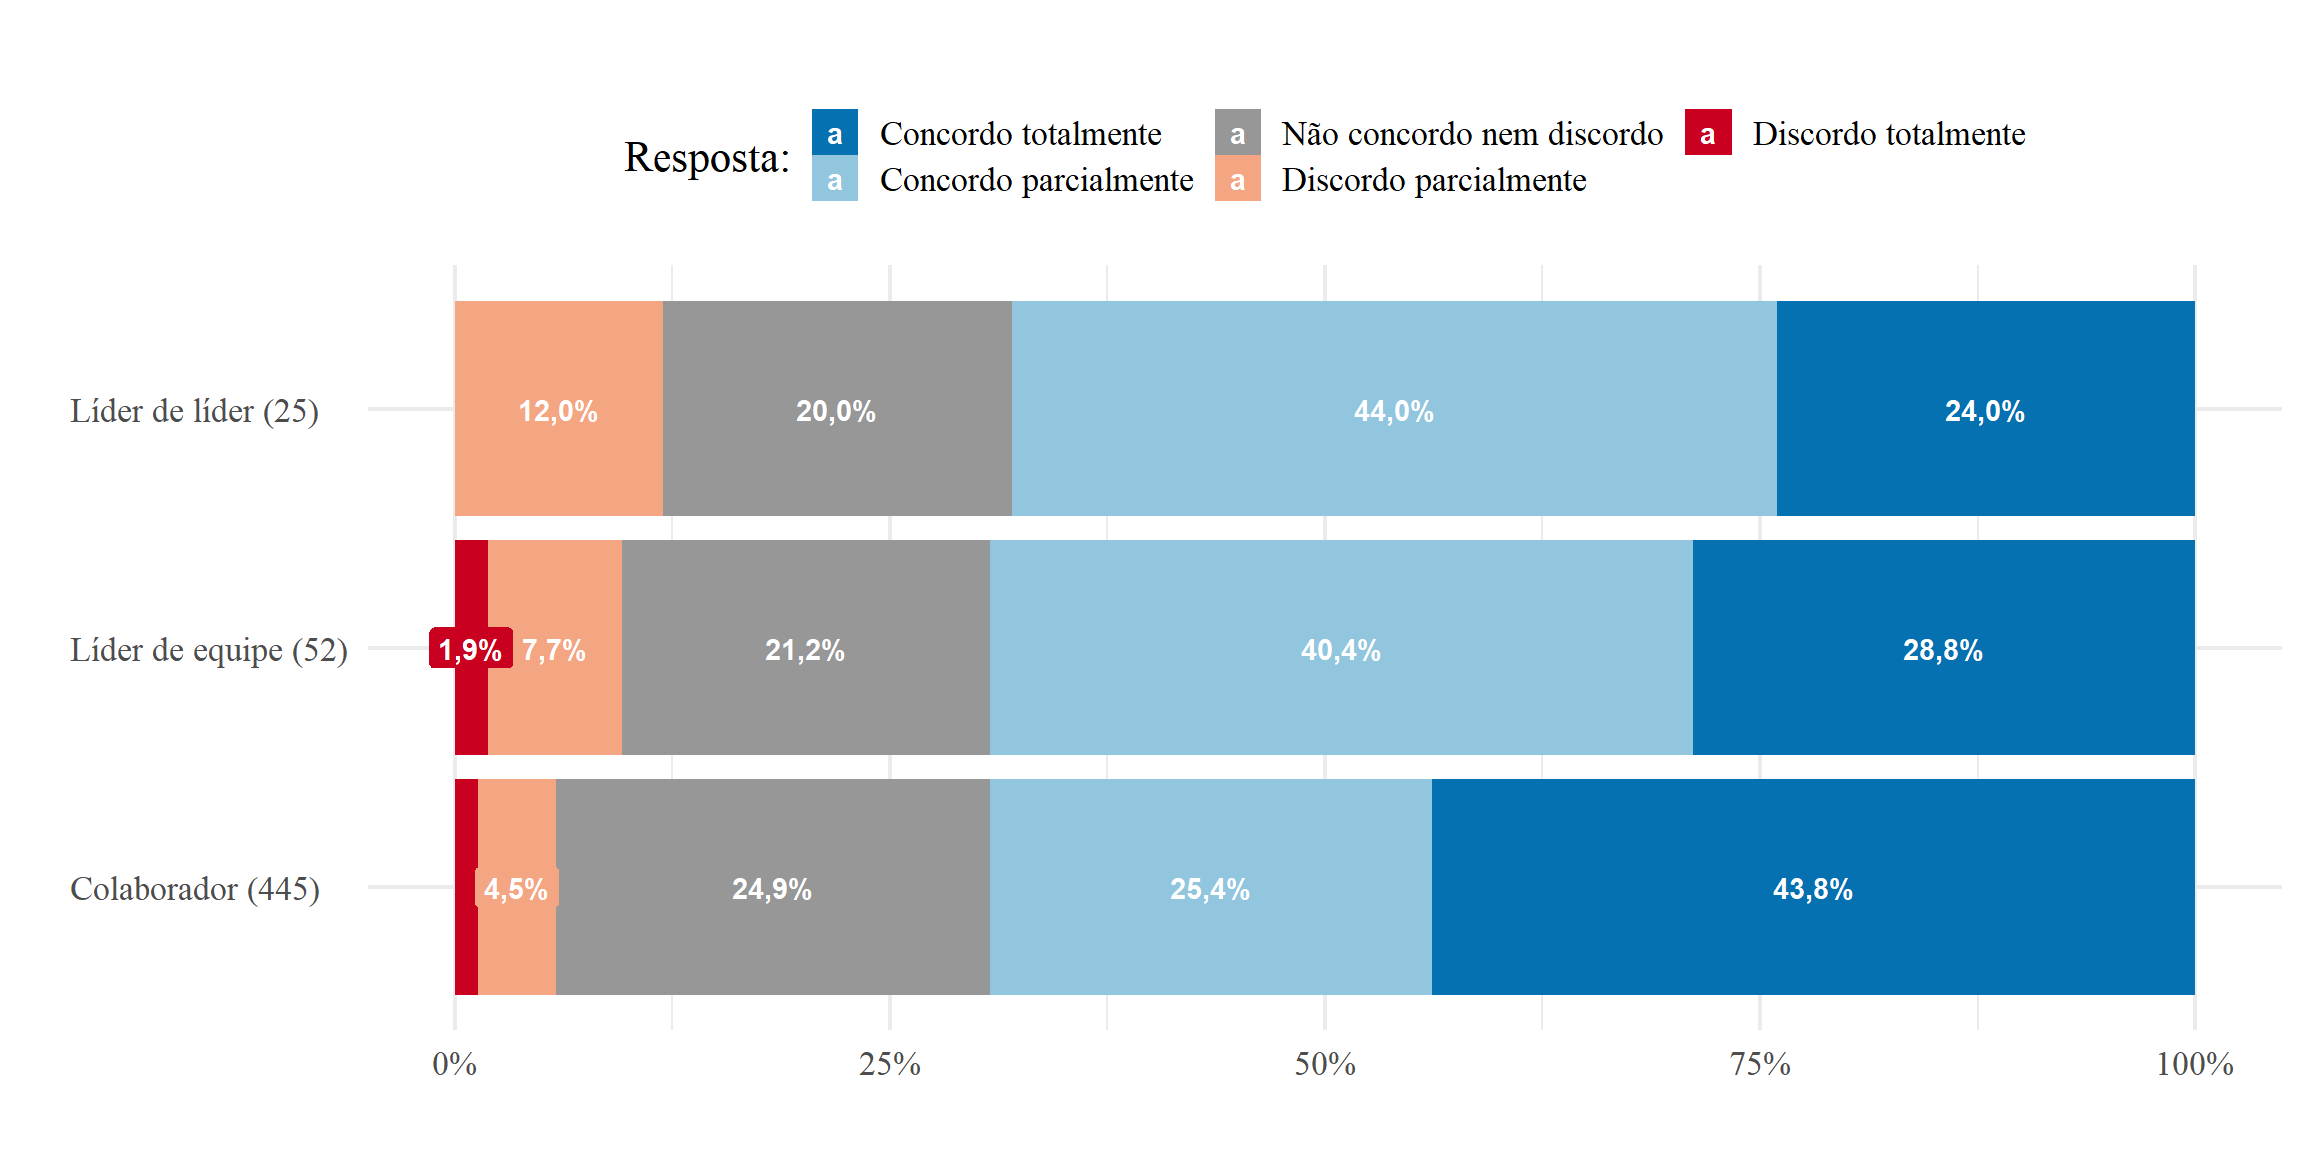 Resposta:
a Concordo totalmente
a Concordo parcialmente
a Não concordo nem discordo
a Discordo parcialmente
a Discordo totalmente
Líder de líder (25)
12,0% 20,0% 44,0% 24,0%
Líder de equipe (52)
1,9% 7,7% 21,2% 40,4% 28,8%
Colaborador (445)
4,5% 24,9% 25,4% 43,8%
0% 25% 50% 75% 100%